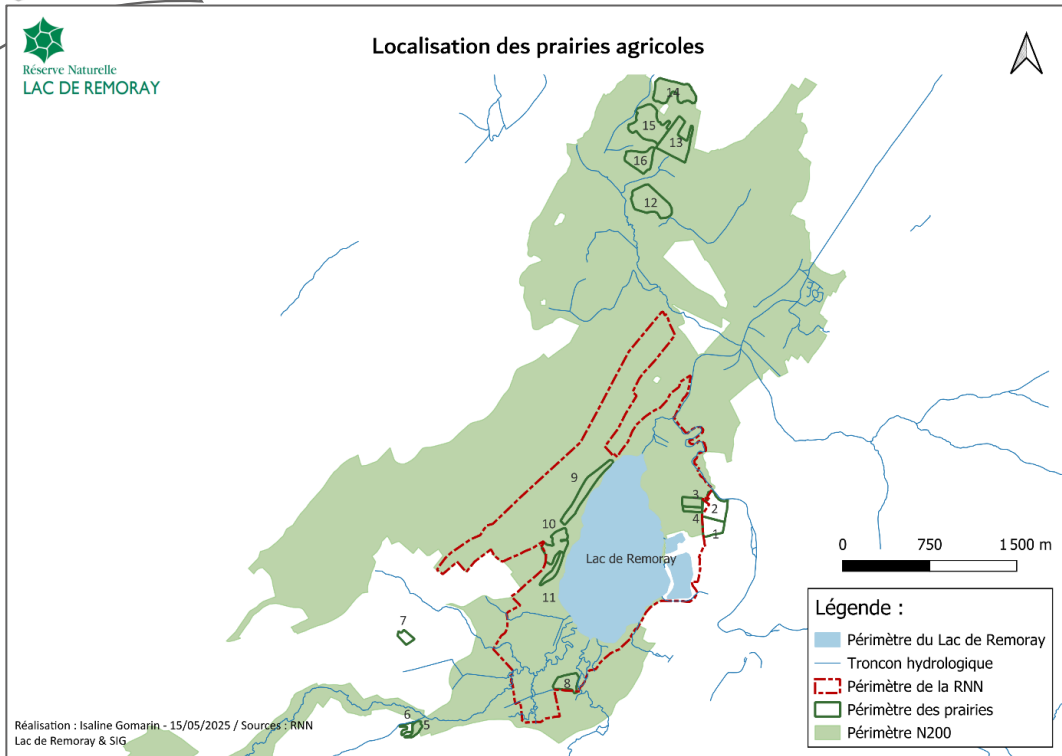 Localisation des prairies agricoles
Réserve Naturelle
LAC DE REMORAY
14
15
13
16
12
9
3
2
4
1
10
Lac de Remoray
11
7
8
6
5
0 750 1500 m
Légende :
Périmètre du Lac de Remoray
Troncon hydrologique
Périmètre de la RNN
Périmètre des prairies
Périmètre N200
Réalisation : Isaline Gomarin - 15/05/2025 / Sources : RNN
Lac de Remoray & SIG